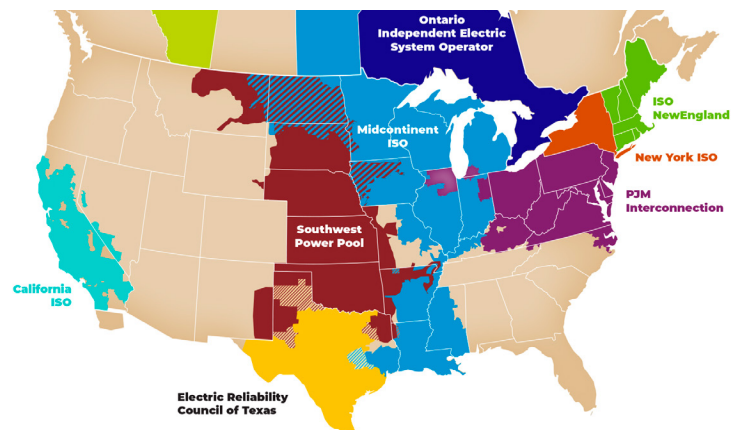 Ontario
Independent Electric
System Operator
Midcontinent
ISO
ISO
NewEngland
New York ISO
PJM
Interconnection
Southwest
Power Pool
California
ISO
Electric Reliability
Council of Texas